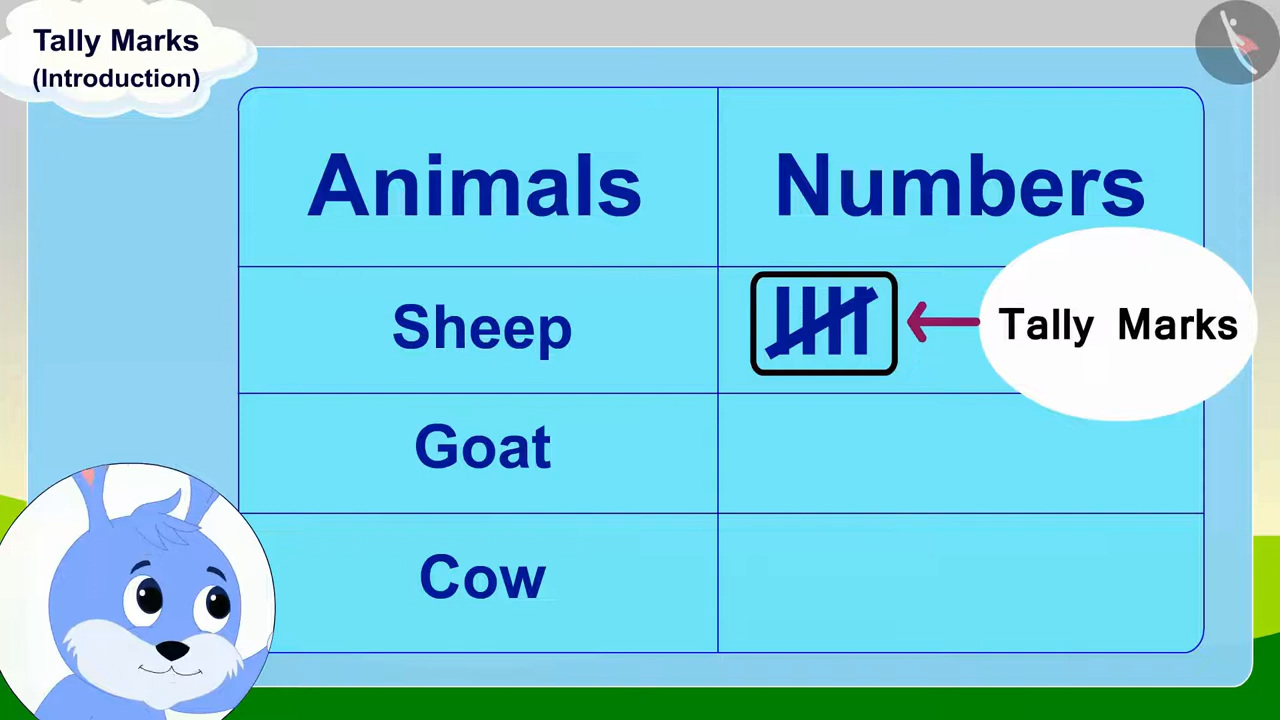 Tally Marks
(Introduction)
Animals
Numbers
Sheep
Tally Marks
Goat
Cow